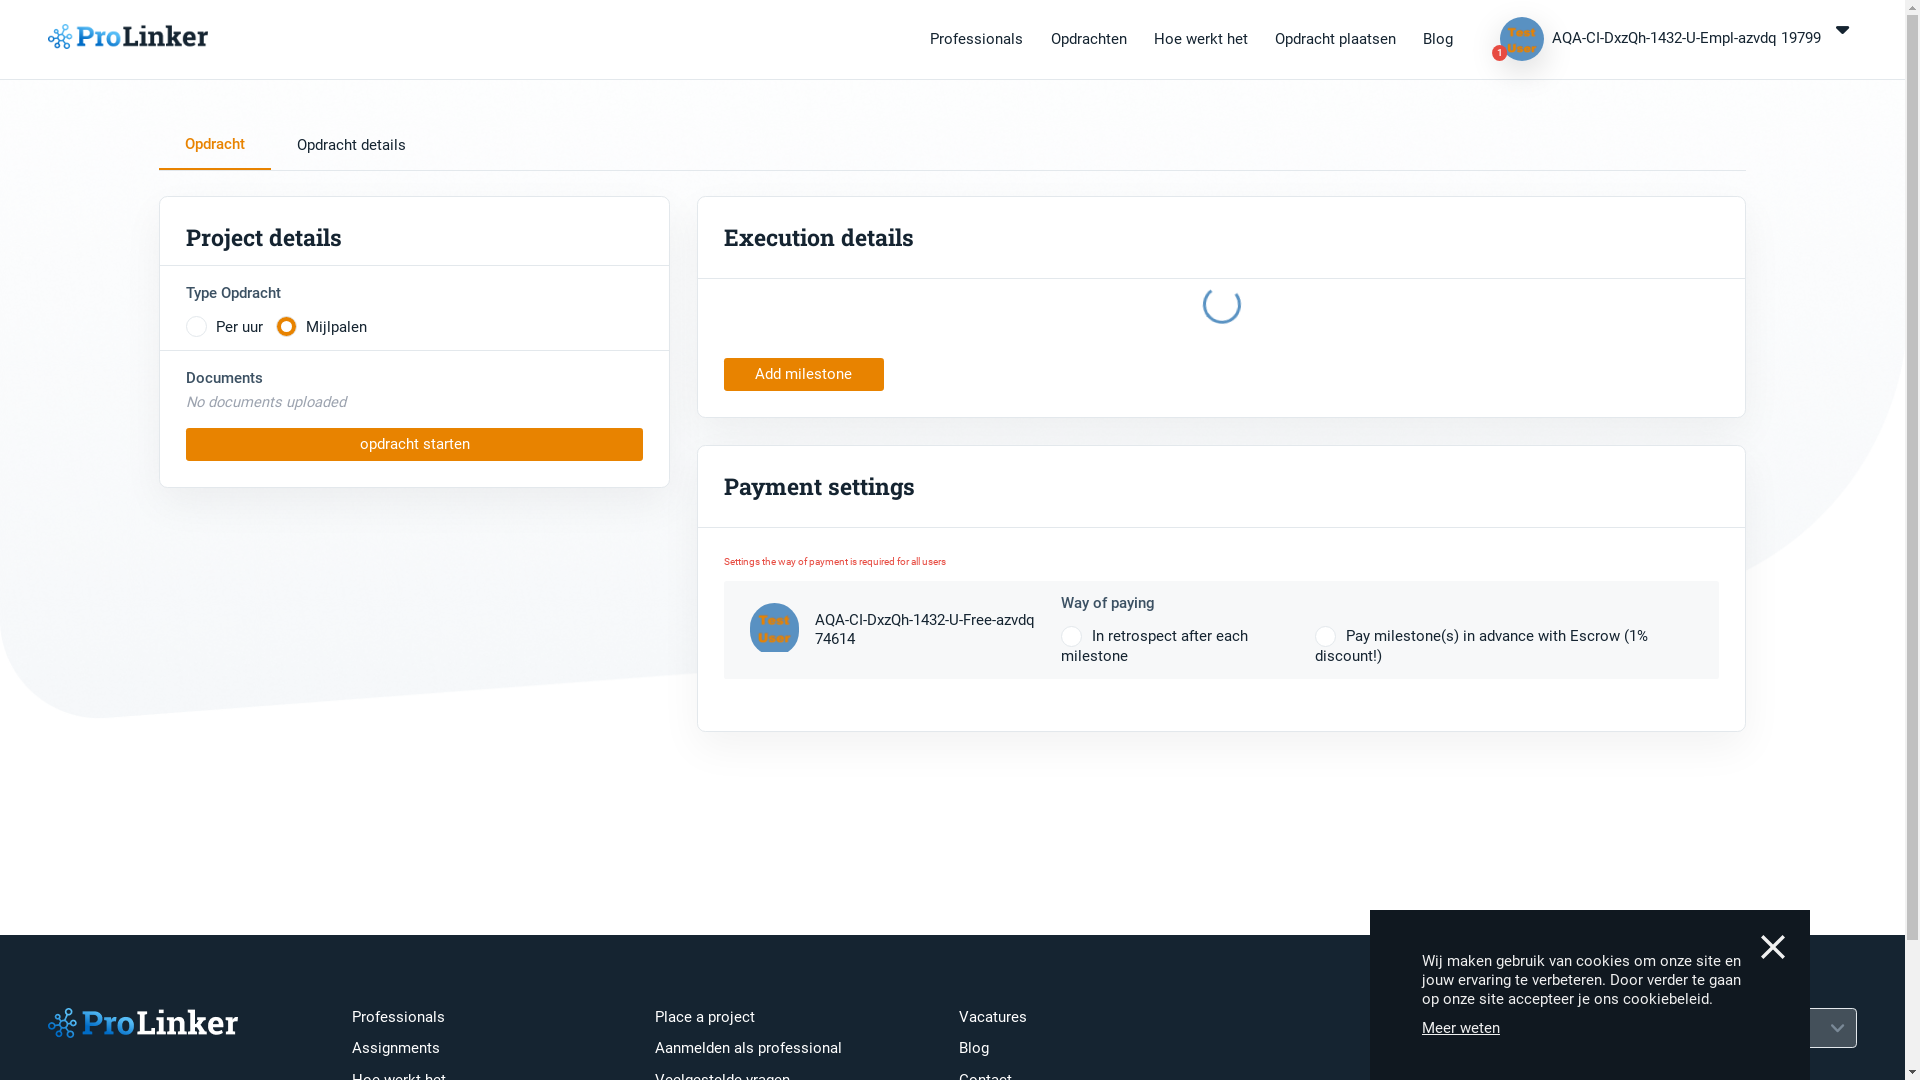 ProLinker
Professionals
Opdrachten
Hoe werkt het
Opdracht plaatsen
Blog
Test
User
1
AQA-CI-DxzQh-1432-U-Empl-azvdq 19799
Opdracht
Opdracht details
Project details
Type Opdracht
Per uur
Mijlpalen
Documents
No documents uploaded
opdracht starten
Execution details
Add milestone
Payment settings
Settings the way of payment is required for all users
Test
User
AQA-CI-DxzQh-1432-U-Free-azvdq
74614
Way of paying
In retrospect after each
milestone
Pay milestone(s) in advance with Escrow (1%
discount!)
ProLinker
Professionals
Assignments
Hoe werkt het
Place a project
Aanmelden als professional
Veelgestelde vragen
Vacatures
Blog
Contact
Wij maken gebruik van cookies om onze site en
jouw ervaring te verbeteren. Door verder te gaan
op onze site accepteer je ons cookiebeleid.
Meer weten